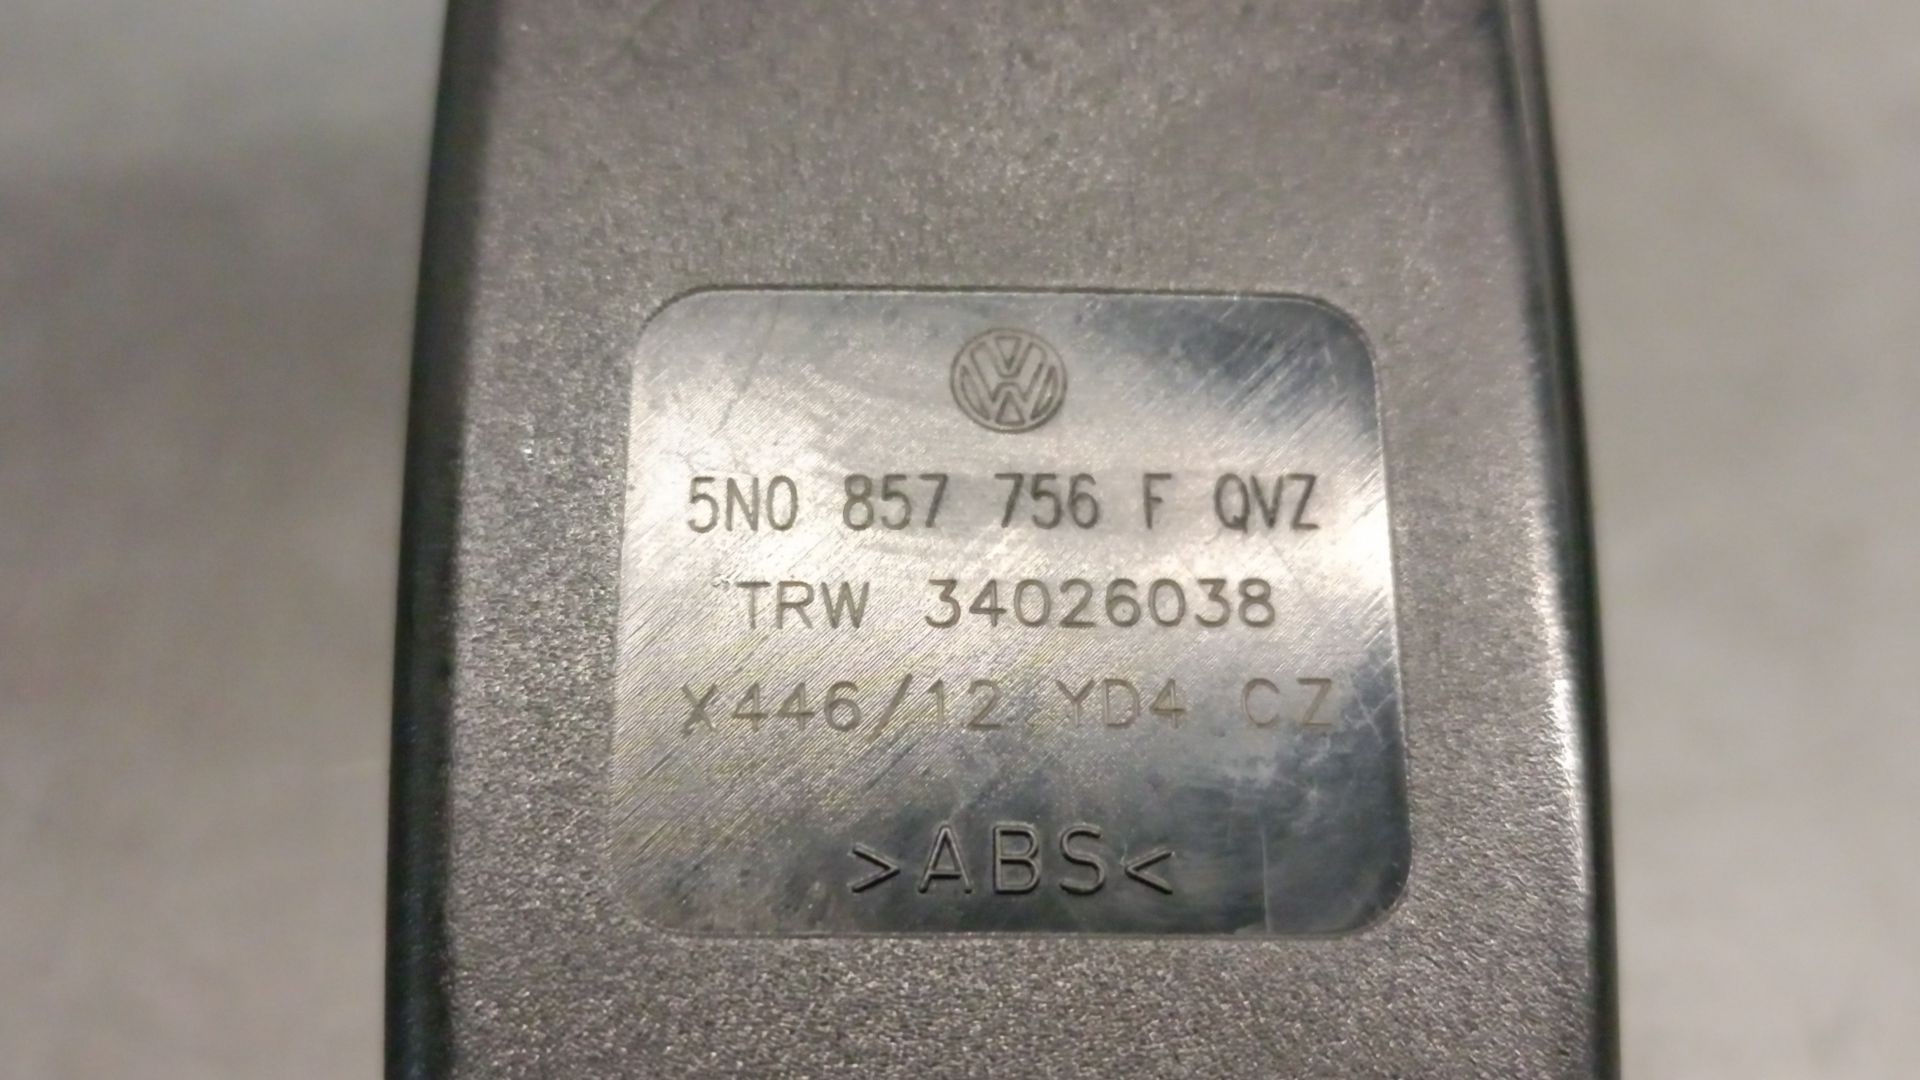 5N0 857 756 F QVZ
TRW 34026038
X446/12 YD4 CZ
>ABS<